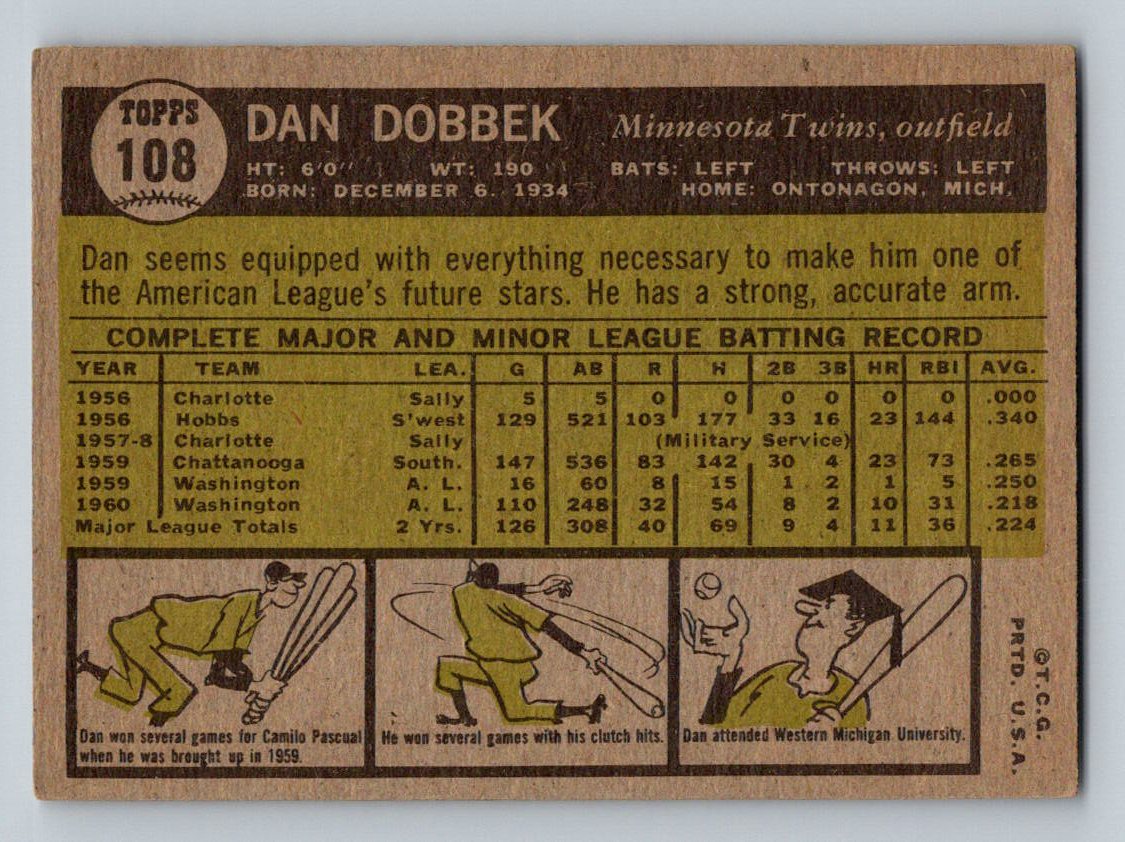 TOPPS
108
DAN DOBBEK Minnesota Twins, outfield
HT: 6'0" WT: 190 BATS: LEFT THROWS: LEFT
BORN: DECEMBER 6, 1934 HOME: ONTONAGON, MICH.
Dan seems equipped with everything necessary to make him one of
the American League's future stars. He has a strong, accurate arm.
COMPLETE MAJOR AND MINOR LEAGUE BATTING RECORD
YEAR TEAM LEA. G AB R H 2B 3B HR RBI AVG.
1956 Charlotte Sally 5 5 0 0 0 0 0 0 .000
1956 Hobbs S'west 129 521 103 177 33 16 23 144 .340
1957-8 Charlotte Sally (Military Service)
1959 Chattanooga South. 147 536 83 142 30 4 23 73 .265
1959 Washington A. L. 16 60 8 15 1 2 1 5 .250
1960 Washington A. L. 110 248 32 54 8 2 10 31 .218
Major League Totals 2 Yrs. 126 308 40 69 9 4 11 36 .224
Dan won several games for Camilo Pascual
when he was brought up in 1959.
He won several games with his clutch hits.
Dan attended Western Michigan University.
©T.C.G.
PRTD. U.S.A.